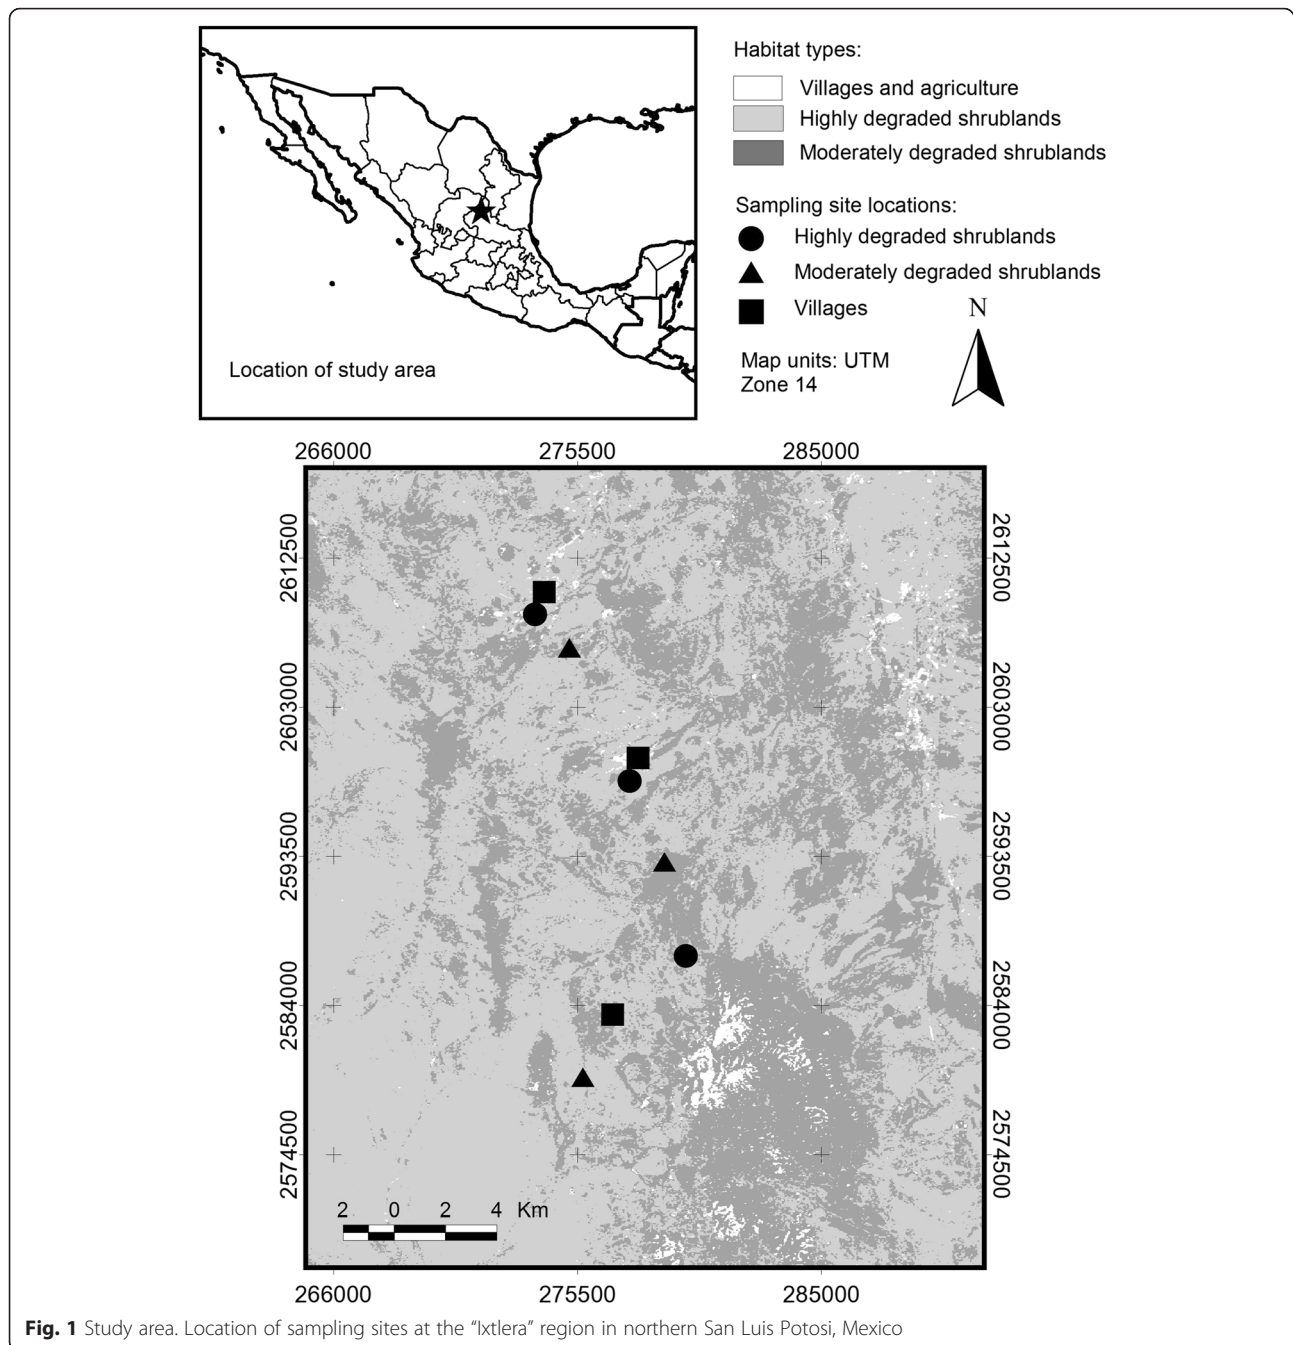 Location of study area
Habitat types:
Villages and agriculture
Highly degraded shrublands
Moderately degraded shrublands
Sampling site locations:
Highly degraded shrublands
Moderately degraded shrublands
Villages
N
Map units: UTM
Zone 14
266000 275500 285000
2612500 2612500
2603000 2603000
2593500 2593500
2584000 2584000
2574500 2574500
2 0 2 4 Km
266000 275500 285000
Fig. 1 Study area. Location of sampling sites at the “Ixtlera” region in northern San Luis Potosi, Mexico